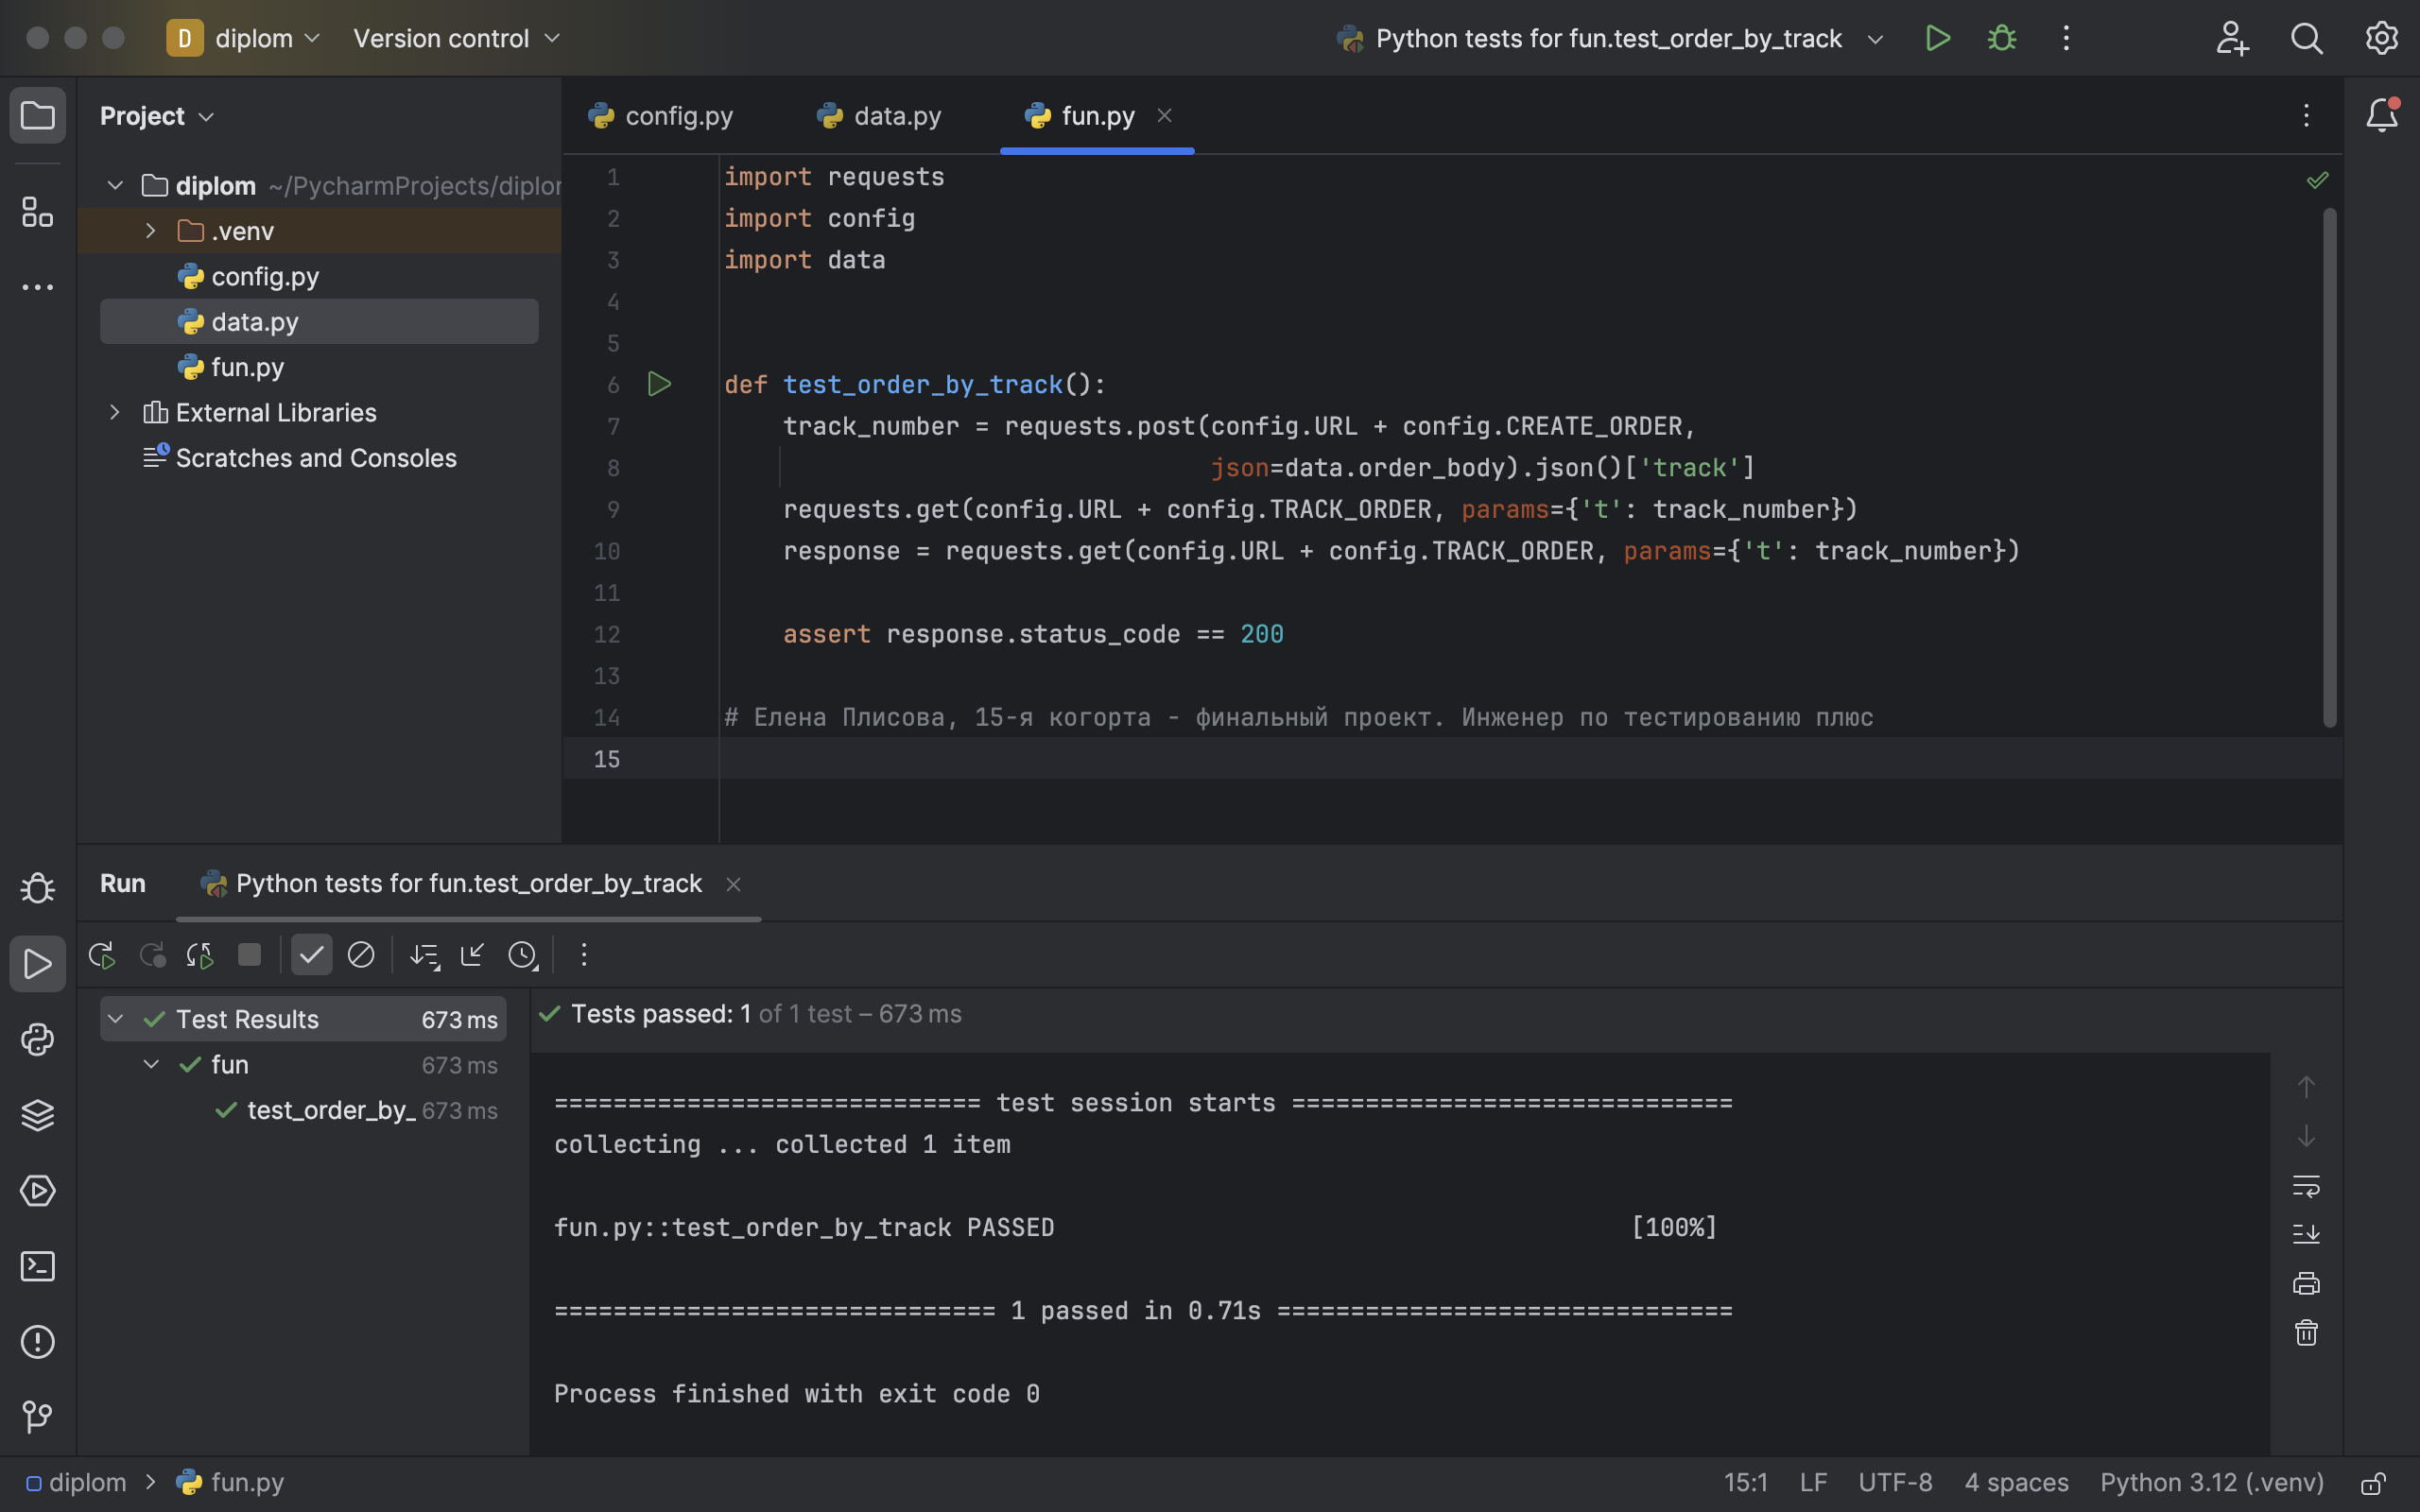 D diplom Version control Python tests for fun.test_order_by_track
Project
config.py data.py fun.py
diplom ~/PycharmProjects/diplom
.venv
config.py
data.py
fun.py
External Libraries
Scratches and Consoles
1 import requests
2 import config
3 import data
4
5
6 def test_order_by_track():
7 track_number = requests.post(config.URL + config.CREATE_ORDER,
8 json=data.order_body).json()['track']
9 requests.get(config.URL + config.TRACK_ORDER, params={'t': track_number})
10 response = requests.get(config.URL + config.TRACK_ORDER, params={'t': track_number})
11
12 assert response.status_code == 200
13
14 # Елена Плисова, 15-я когорта - финальный проект. Инженер по тестированию плюс
15
Run Python tests for fun.test_order_by_track
Test Results 673 ms
fun 673 ms
test_order_by_ 673 ms
Tests passed: 1 of 1 test – 673 ms
============================= test session starts ==============================
collecting ... collected 1 item
fun.py::test_order_by_track PASSED [100%]
============================== 1 passed in 0.71s ===============================
Process finished with exit code 0
diplom fun.py 15:1 LF UTF-8 4 spaces Python 3.12 (.venv)